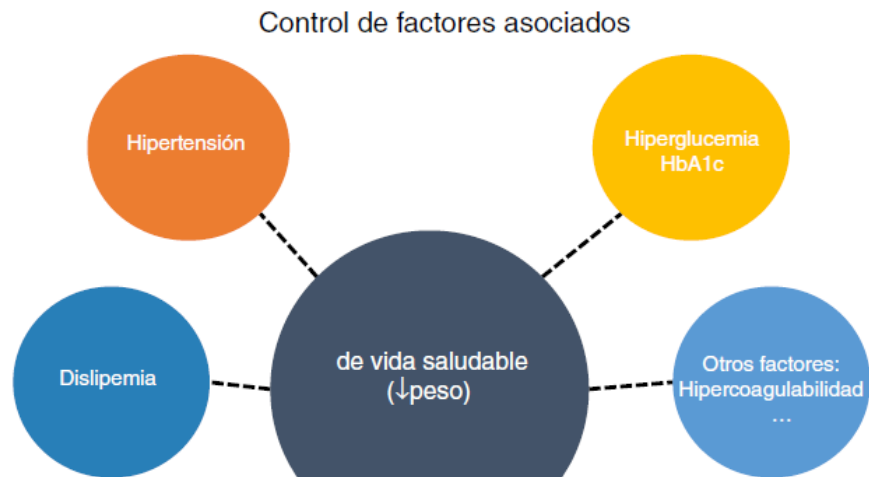 Control de factores asociados
Hipertensión
Hiperglucemia
HbA1c
Dislipemia
de vida saludable
(↓peso)
Otros factores:
Hipercoagulabilidad
...